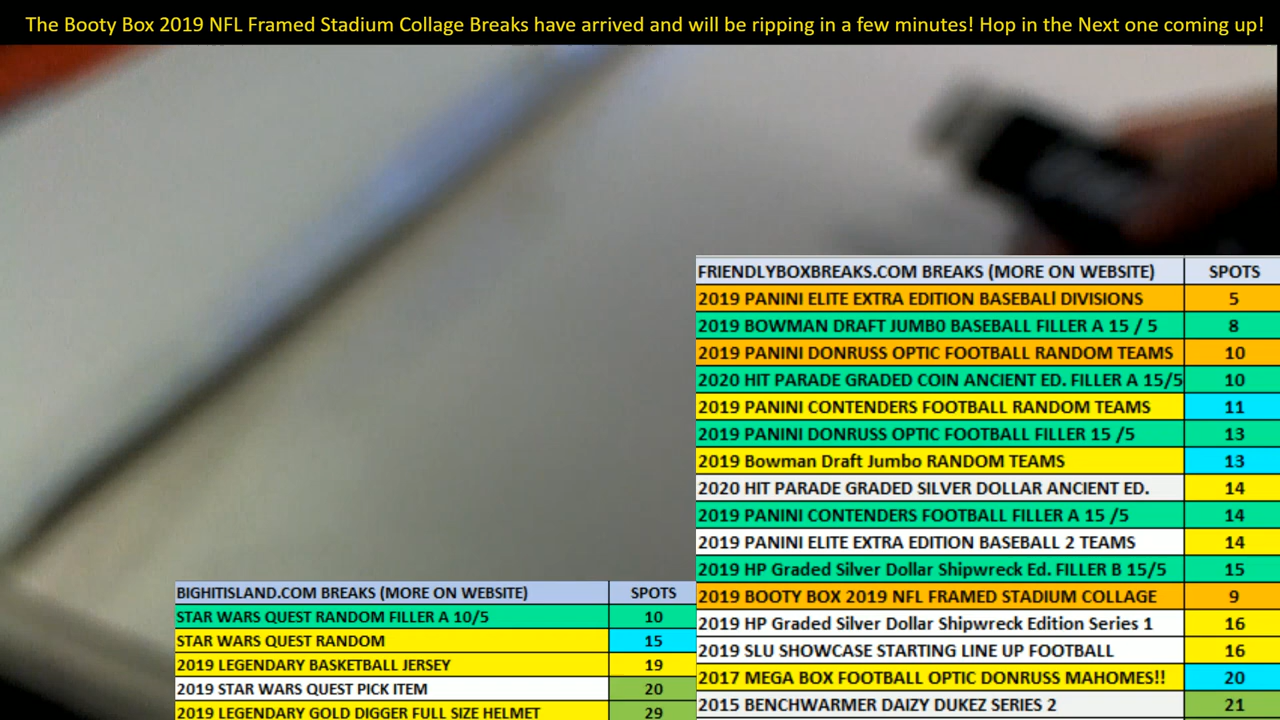 The Booty Box 2019 NFL Framed Stadium Collage Breaks have arrived and will be ripping in a few minutes! Hop in the Next one coming up!
FRIENDLYBOXBREAKS.COM BREAKS (MORE ON WEBSITE) SPOTS
2019 PANINI ELITE EXTRA EDITION BASEBAll DIVISIONS 5
2019 BOWMAN DRAFT JUMB0 BASEBALL FILLER A 15 / 5 8
2019 PANINI DONRUSS OPTIC FOOTBALL RANDOM TEAMS 10
2020 HIT PARADE GRADED COIN ANCIENT ED. FILLER A 15/5 10
2019 PANINI CONTENDERS FOOTBALL RANDOM TEAMS 11
2019 PANINI DONRUSS OPTIC FOOTBALL FILLER 15 /5 13
2019 Bowman Draft Jumbo RANDOM TEAMS 13
2020 HIT PARADE GRADED SILVER DOLLAR ANCIENT ED. 14
2019 PANINI CONTENDERS FOOTBALL FILLER A 15 /5 14
2019 PANINI ELITE EXTRA EDITION BASEBALL 2 TEAMS 14
2019 HP Graded Silver Dollar Shipwreck Ed. FILLER B 15/5 15
2019 BOOTY BOX 2019 NFL FRAMED STADIUM COLLAGE 9
2019 HP Graded Silver Dollar Shipwreck Edition Series 1 16
2019 SLU SHOWCASE STARTING LINE UP FOOTBALL 16
2017 MEGA BOX FOOTBALL OPTIC DONRUSS MAHOMES!! 20
2015 BENCHWARMER DAIZY DUKEZ SERIES 2 21
BIGHITISLAND.COM BREAKS (MORE ON WEBSITE) SPOTS
STAR WARS QUEST RANDOM FILLER A 10/5 10
STAR WARS QUEST RANDOM 15
2019 LEGENDARY BASKETBALL JERSEY 19
2019 STAR WARS QUEST PICK ITEM 20
2019 LEGENDARY GOLD DIGGER FULL SIZE HELMET 29